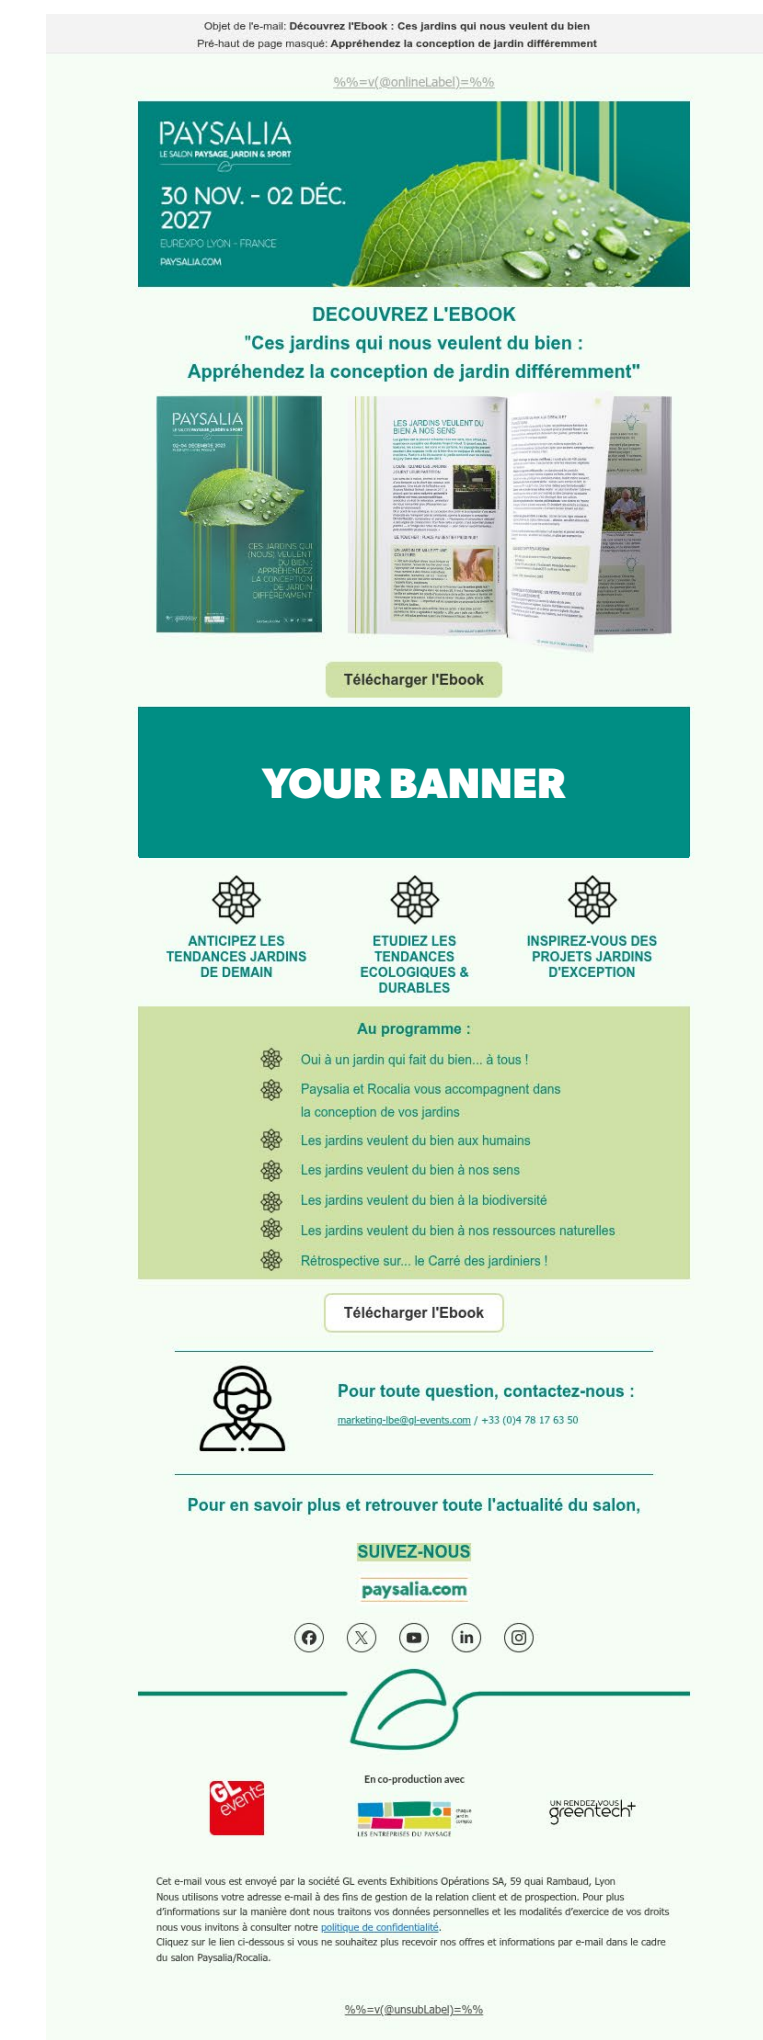 Objet de l'e-mail: Découvrez l'Ebook : Ces jardins qui nous veulent du bien
Pré-haut de page masqué: Appréhendez la conception de jardin différemment
%%=v(@onlineLabel)=%%
PAYSALIA
LE SALON PAYSAGE, JARDIN & SPORT
30 NOV. - 02 DÉC.
2027
EUREXPO LYON - FRANCE
PAYSALIA.COM
DECOUVREZ L'EBOOK
"Ces jardins qui nous veulent du bien :
Appréhendez la conception de jardin différemment"
PAYSALIA
CES JARDINS QUI
(NOUS) VEULENT
DU BIEN :
APPRÉHENDEZ
LA CONCEPTION
DE JARDIN
DIFFÉREMMENT
LES JARDINS VEULENT DU
BIEN À NOS SENS
Télécharger l'Ebook
YOUR BANNER
ANTICIPEZ LES
TENDANCES JARDINS
DE DEMAIN
ETUDIEZ LES
TENDANCES
ECOLOGIQUES &
DURABLES
INSPIREZ-VOUS DES
PROJETS JARDINS
D'EXCEPTION
Au programme :
Oui à un jardin qui fait du bien... à tous !
Paysalia et Rocalia vous accompagnent dans
la conception de vos jardins
Les jardins veulent du bien aux humains
Les jardins veulent du bien à nos sens
Les jardins veulent du bien à la biodiversité
Les jardins veulent du bien à nos ressources naturelles
Rétrospective sur... le Carré des jardiniers !
Télécharger l'Ebook
Pour toute question, contactez-nous :
marketing-lbe@gl-events.com / +33 (0)4 78 17 63 50
Pour en savoir plus et retrouver toute l'actualité du salon,
SUIVEZ-NOUS
paysalia.com
GL
events
En co-production avec
chaque
jardin
compte
LES ENTREPRISES DU PAYSAGE
UN RENDEZ-VOUS
greentech+
Cet e-mail vous est envoyé par la société GL events Exhibitions Opérations SA, 59 quai Rambaud, Lyon
Nous utilisons votre adresse e-mail à des fins de gestion de la relation client et de prospection. Pour plus
d'informations sur la manière dont nous traitons vos données personnelles et les modalités d'exercice de vos droits
nous vous invitons à consulter notre politique de confidentialité.
Cliquez sur le lien ci-dessous si vous ne souhaitez plus recevoir nos offres et informations par e-mail dans le cadre
du salon Paysalia/Rocalia.
%%=v(@unsubLabel)=%%